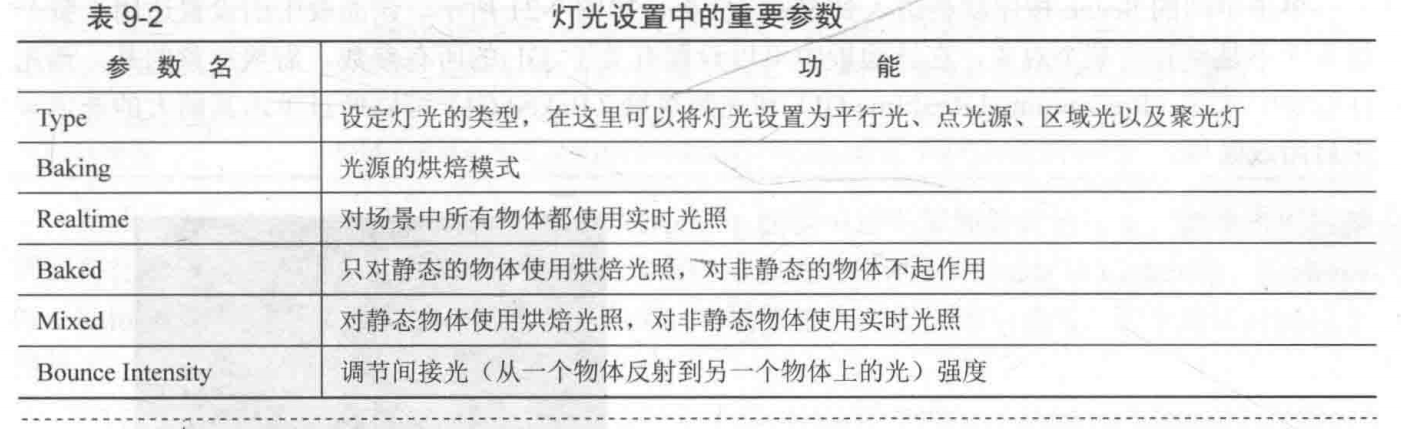 表9-2 灯光设置中的重要参数
参 数 名 功 能
Type 设定灯光的类型，在这里可以将灯光设置为平行光、点光源、区域光以及聚光灯
Baking 光源的烘焙模式
Realtime 对场景中所有物体都使用实时光照
Baked 只对静态的物体使用烘焙光照，对非静态的物体不起作用
Mixed 对静态物体使用烘焙光照，对非静态物体使用实时光照
Bounce Intensity 调节间接光（从一个物体反射到另一个物体上的光）强度